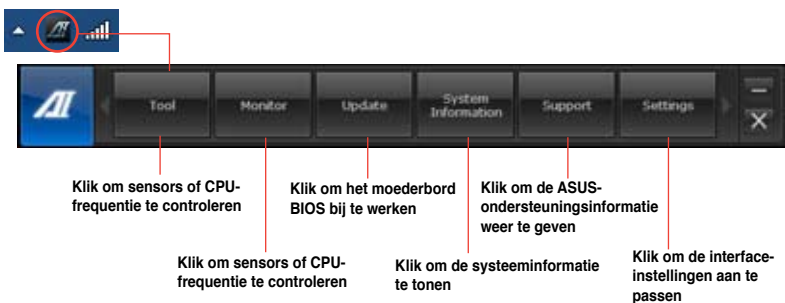 Tool
Monitor
Update
System
Information
Support
Settings
Klik om sensors of CPU-
frequentie te controleren
Klik om het moederbord
BIOS bij te werken
Klik om de ASUS-
ondersteuningsinformatie
weer te geven
Klik om sensors of CPU-
frequentie te controleren
Klik om de systeeminformatie
te tonen
Klik om de interface-
instellingen aan te
passen